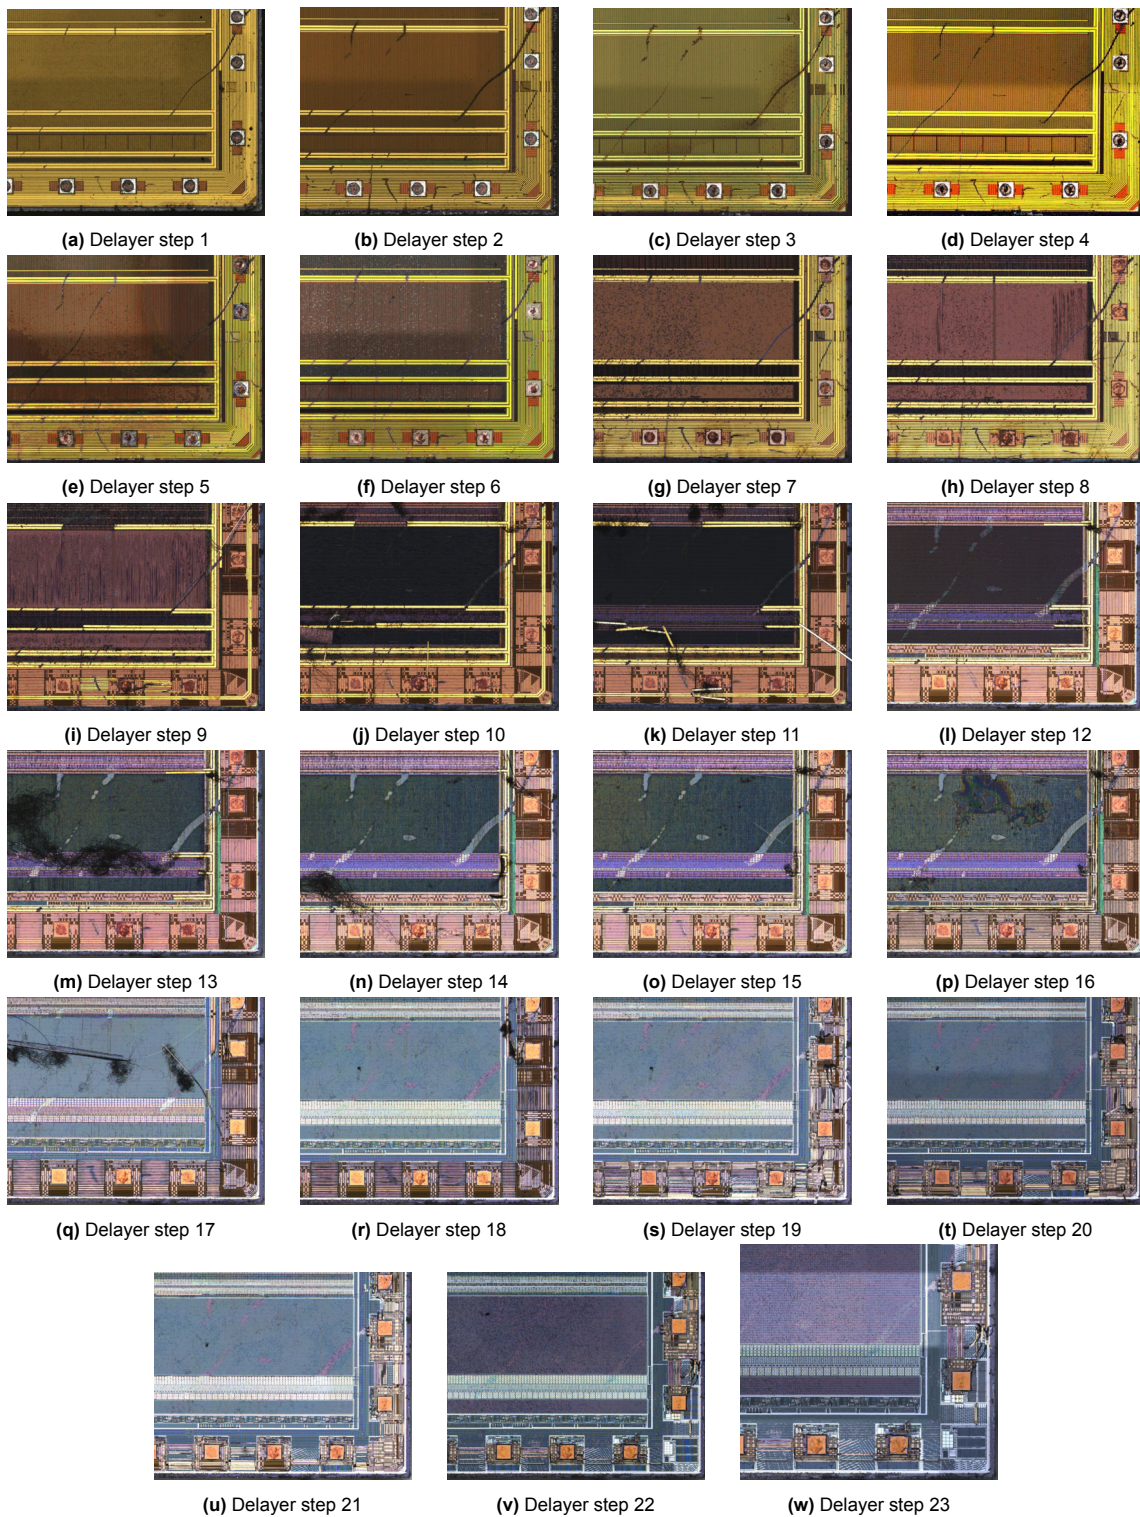 (a) Delayer step 1
(b) Delayer step 2
(c) Delayer step 3
(d) Delayer step 4
(e) Delayer step 5
(f) Delayer step 6
(g) Delayer step 7
(h) Delayer step 8
(i) Delayer step 9
(j) Delayer step 10
(k) Delayer step 11
(l) Delayer step 12
(m) Delayer step 13
(n) Delayer step 14
(o) Delayer step 15
(p) Delayer step 16
(q) Delayer step 17
(r) Delayer step 18
(s) Delayer step 19
(t) Delayer step 20
(u) Delayer step 21
(v) Delayer step 22
(w) Delayer step 23